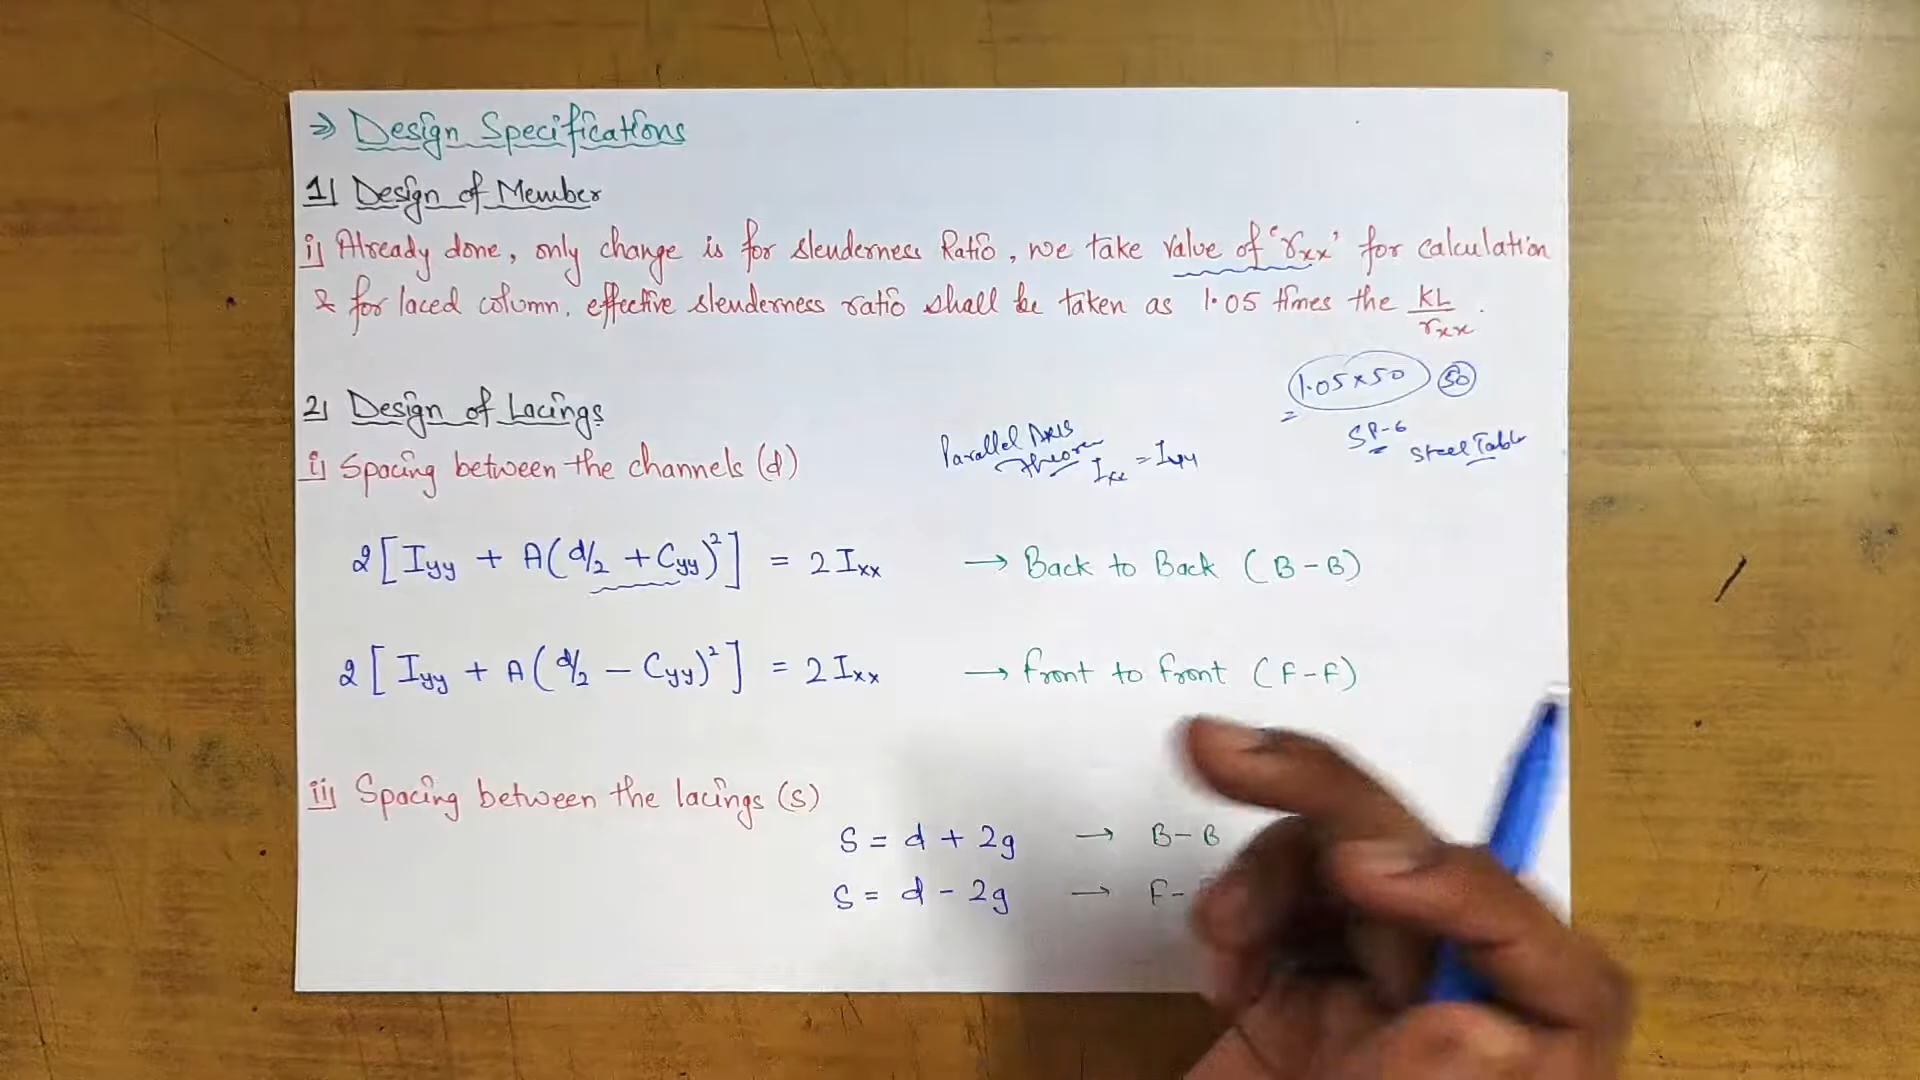 ⇒ Design Specifications
1] Design of Member
i] Already done, only change is for slenderness Ratio, we take value of 'rxx' for calculation
& for laced column, effective slenderness ratio shall be taken as 1.05 times the KL/rxx.
1.05×50 50
=
SP-6 Steel Table
2] Design of Lacings
Parallel Axis
theorem Ixx = Iyy
i] Spacing between the channels (d)
2[Iyy + A(d/2 + Cyy)²] = 2Ixx → Back to Back (B-B)
2[Iyy + A(d/2 - Cyy)²] = 2Ixx → front to front (F-F)
ii] Spacing between the lacings (s)
S = d + 2g → B-B
S = d - 2g → F-